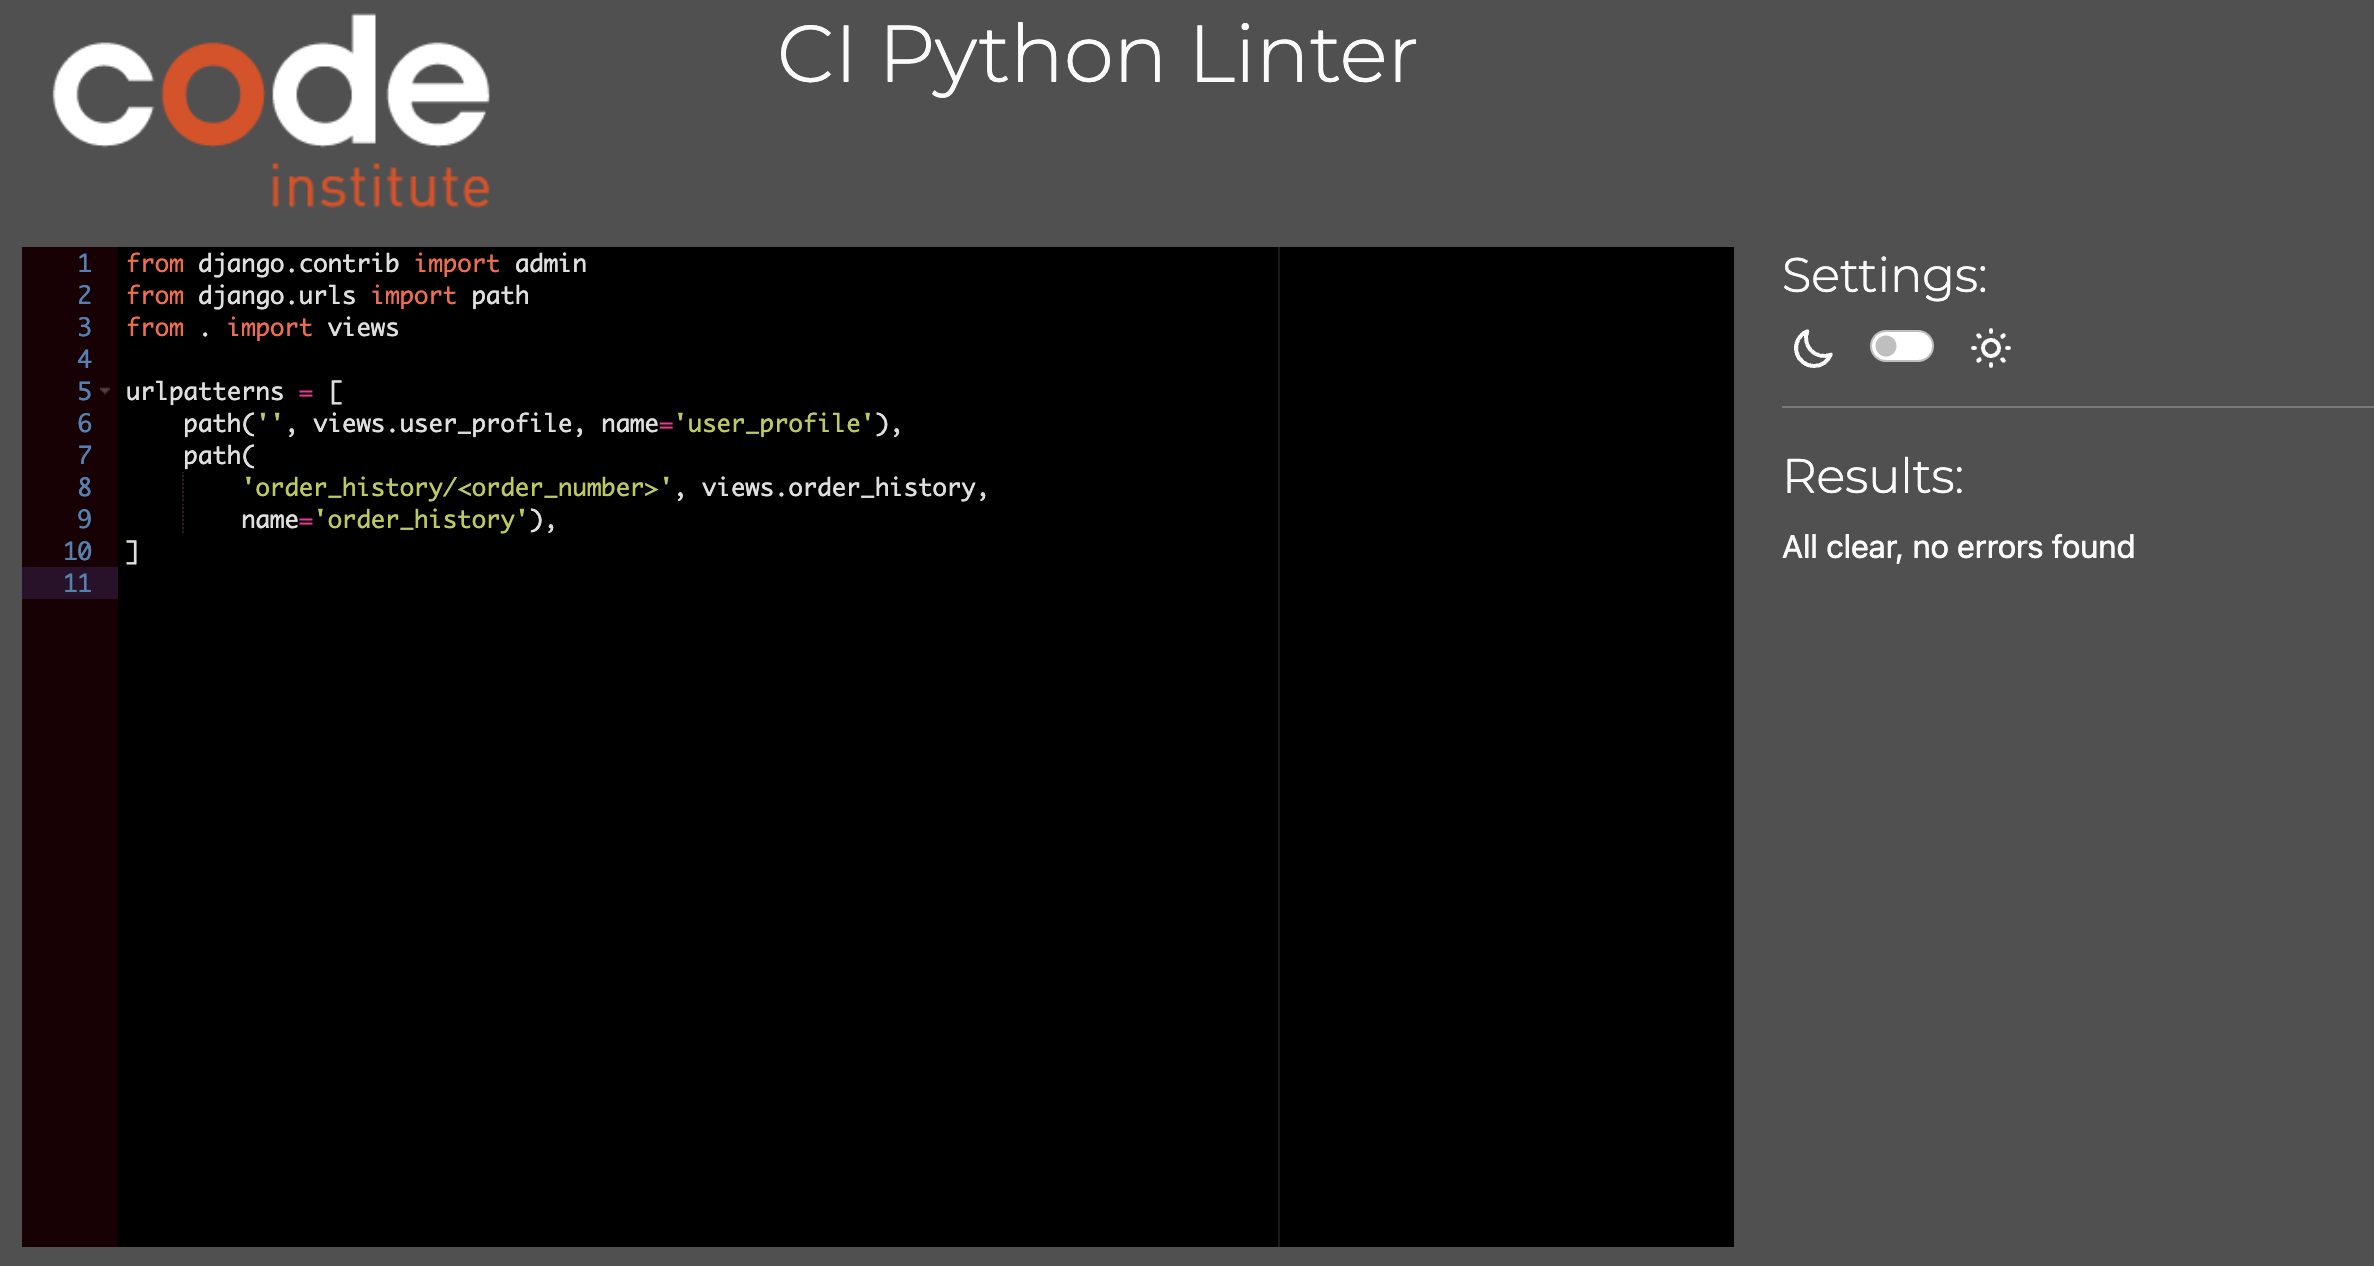 code
institute
CI Python Linter
1 from django.contrib import admin
2 from django.urls import path
3 from . import views
4
5 urlpatterns = [
6     path('', views.user_profile, name='user_profile'),
7     path(
8         'order_history/<order_number>', views.order_history,
9         name='order_history'),
10 ]
11
Settings:
Results:
All clear, no errors found